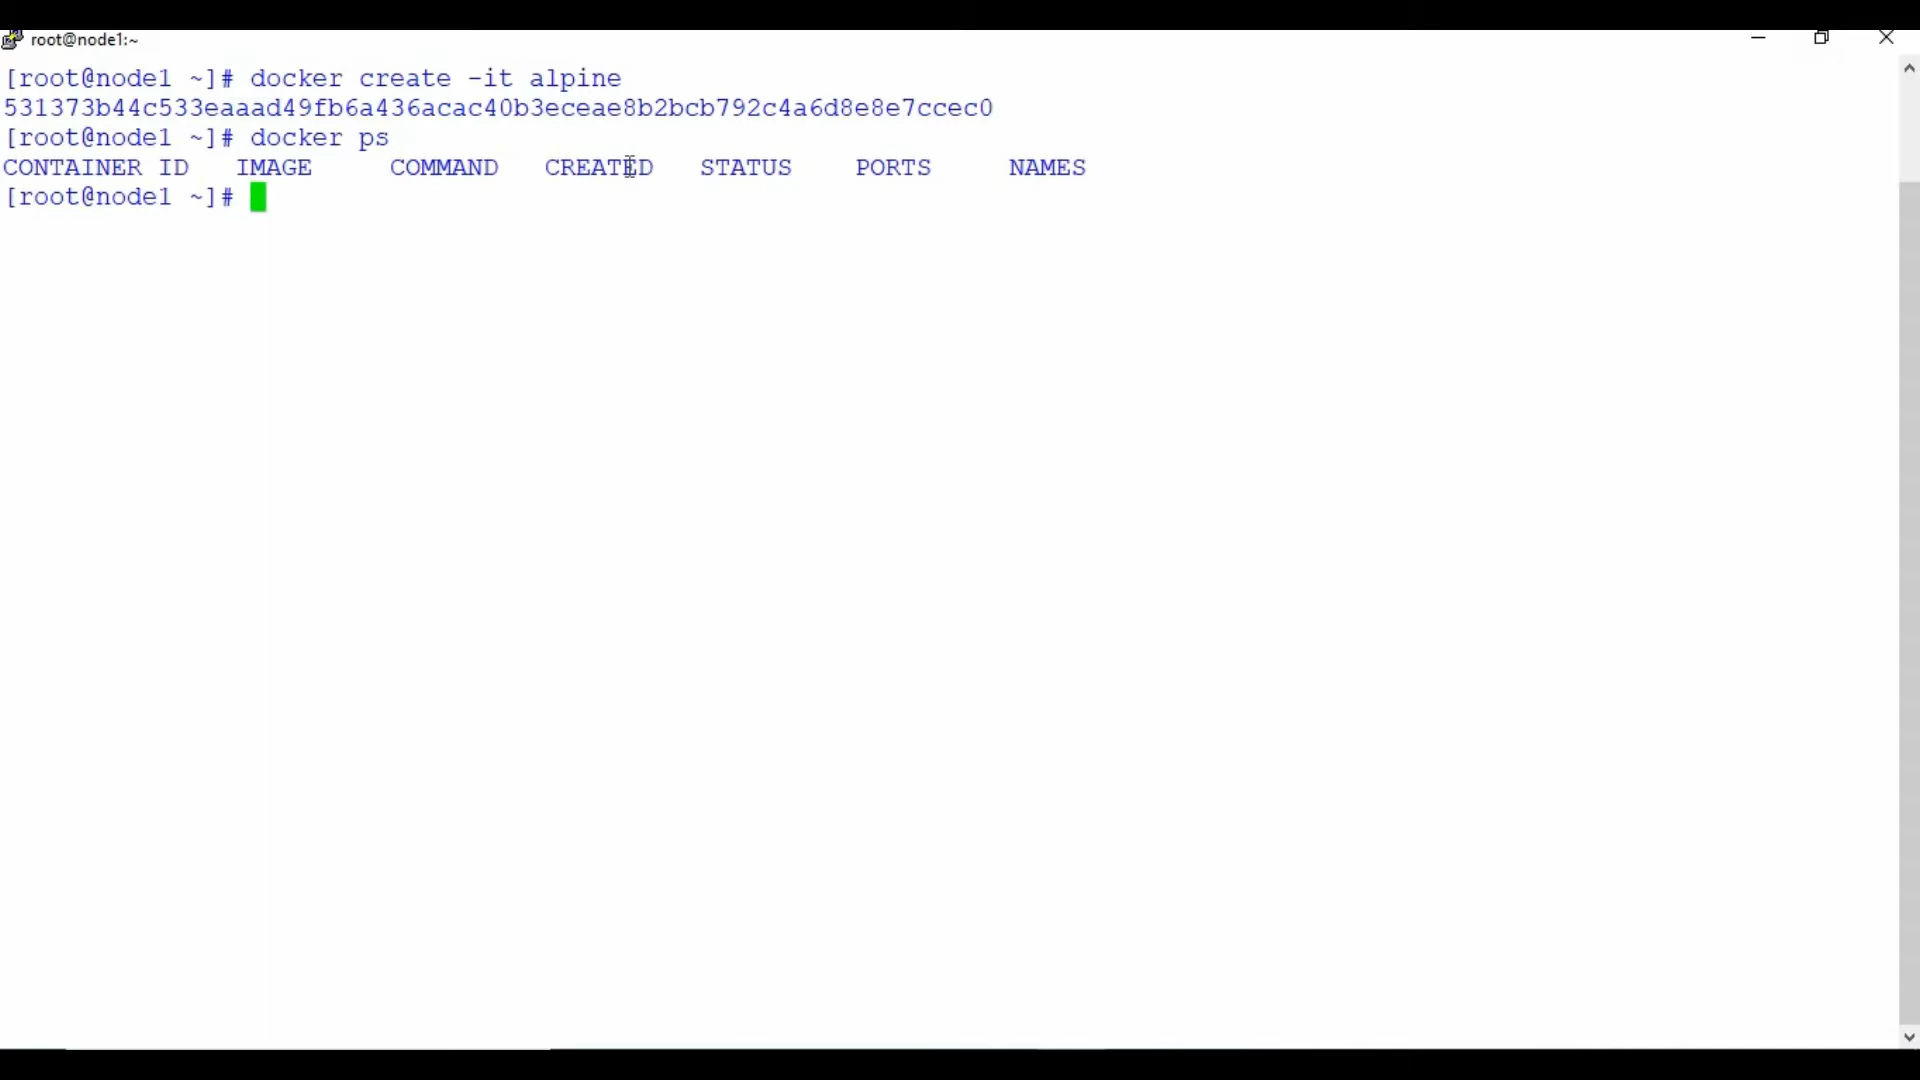 root@node1:~
[root@node1 ~]# docker create -it alpine
531373b44c533eaaad49fb6a436acac40b3eceae8b2bcb792c4a6d8e8e7ccec0
[root@node1 ~]# docker ps
CONTAINER ID   IMAGE     COMMAND   CREATED   STATUS    PORTS     NAMES
[root@node1 ~]#